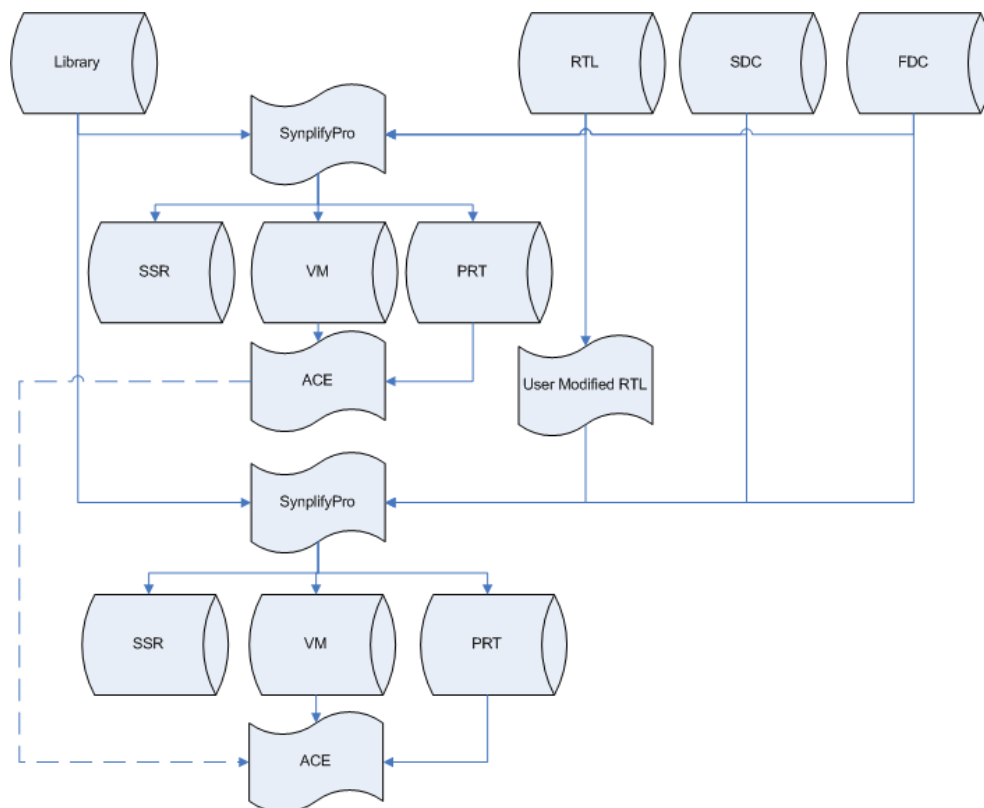 Library
RTL
SDC
FDC
SynplifyPro
SSR
VM
PRT
ACE
User Modified RTL
SynplifyPro
SSR
VM
PRT
ACE